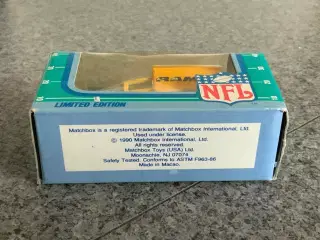 RAM
NFL
LIMITED EDITION
Matchbox is a registered trademark of Matchbox International, Ltd.
Used under license.
© 1990 Matchbox International, Ltd.
All rights reserved.
Matchbox Toys (USA) Ltd.
Moonachie, NJ 07074
Safety Tested. Conforms to ASTM F963-86
Made in Macao.